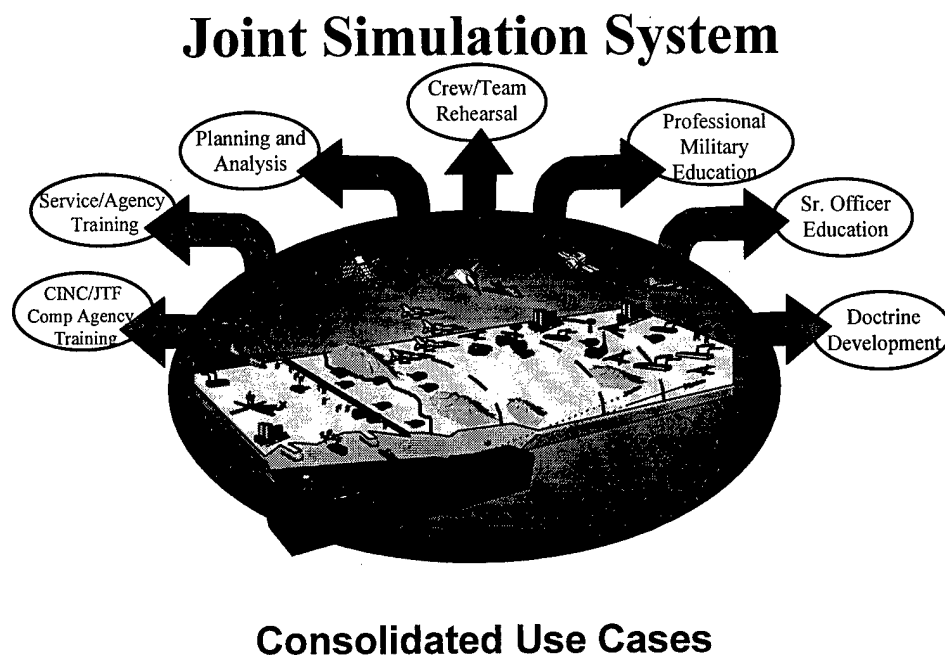 Joint Simulation System
Crew/Team
Rehearsal
Planning and
Analysis
Professional
Military
Education
Service/Agency
Training
Sr. Officer
Education
CINC/JTF
Comp Agency
Training
Doctrine
Development
Consolidated Use Cases